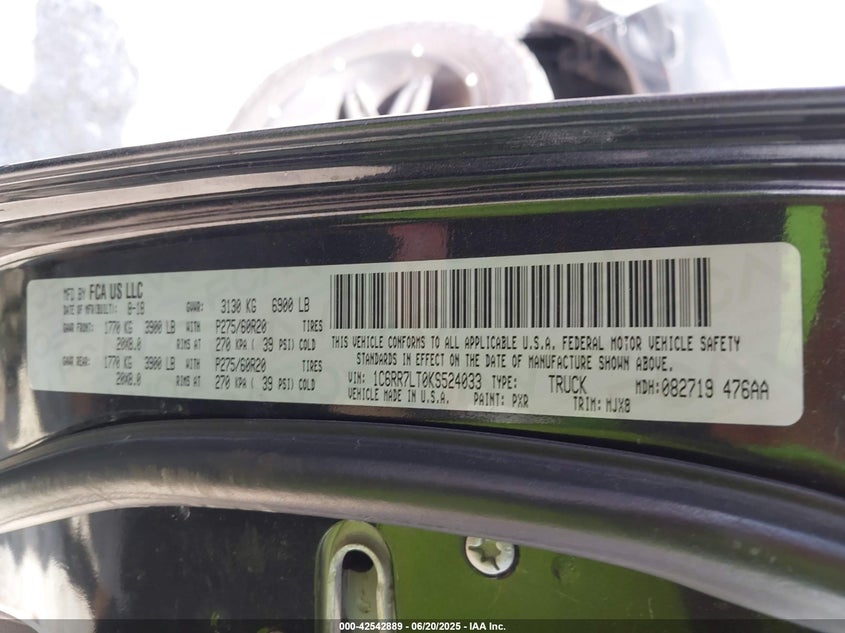 MFD BY FCA US LLC
DATE OF MFR(BUILT): 8-18 GVWR: 3130 KG 6900 LB
GAWR FRONT: 1770 KG 3900 LB WITH P275/60R20 TIRES
20X8.0 RIMS AT 270 KPA ( 39 PSI) COLD
GAWR REAR: 1770 KG 3900 LB WITH P275/60R20 TIRES
20X8.0 RIMS AT 270 KPA ( 39 PSI) COLD
THIS VEHICLE CONFORMS TO ALL APPLICABLE U.S.A. FEDERAL MOTOR VEHICLE SAFETY
STANDARDS IN EFFECT ON THE DATE OF MANUFACTURE SHOWN ABOVE.
VIN: 1C6RR7LT0KS524033 TYPE: TRUCK MDH:082719 476AA
VEHICLE MADE IN U.S.A. PAINT: PXR TRIM: MJX8
000-42542889 - 06/20/2025 - IAA Inc.